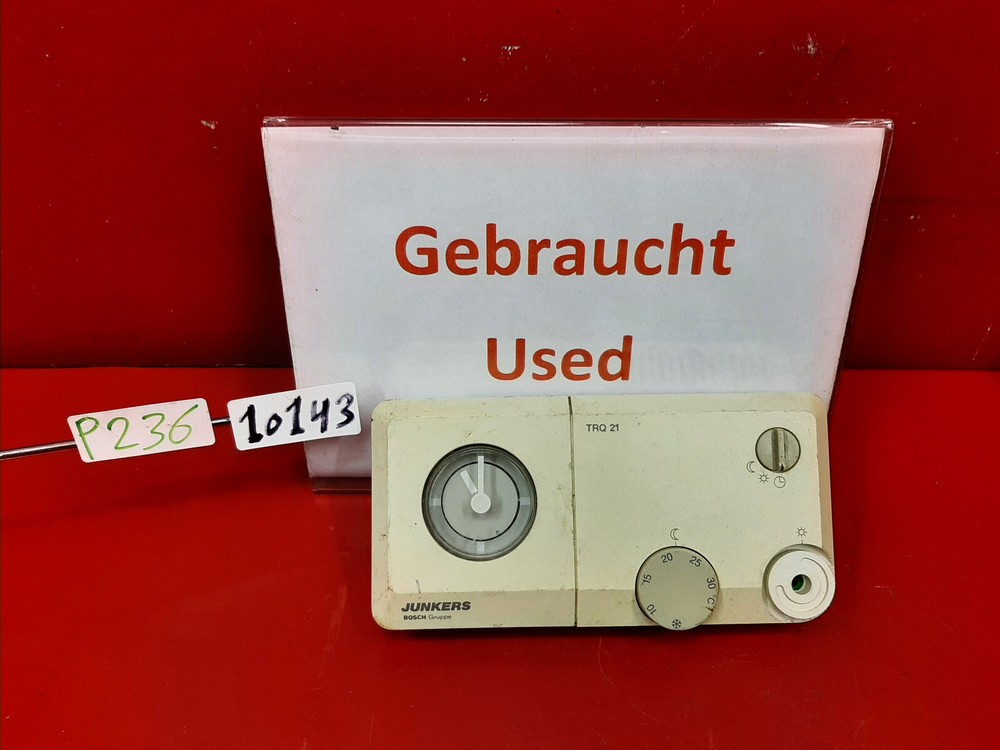 Gebraucht
Used
P236
10143
TRQ 21
20 25
15 30
10 °C
JUNKERS
BOSCH Gruppe